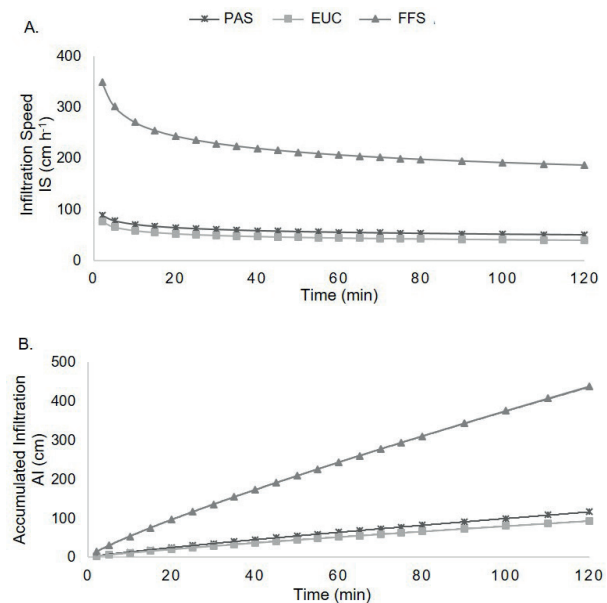 PAS EUC FFS .
A.
400
300
200
100
0
Infiltration Speed
IS (cm h-1)
0 20 40 60 80 100 120
Time (min)
B.
500
400
300
200
100
0
Accumulated Infiltration
AI (cm)
0 20 40 60 80 100 120
Time (min)